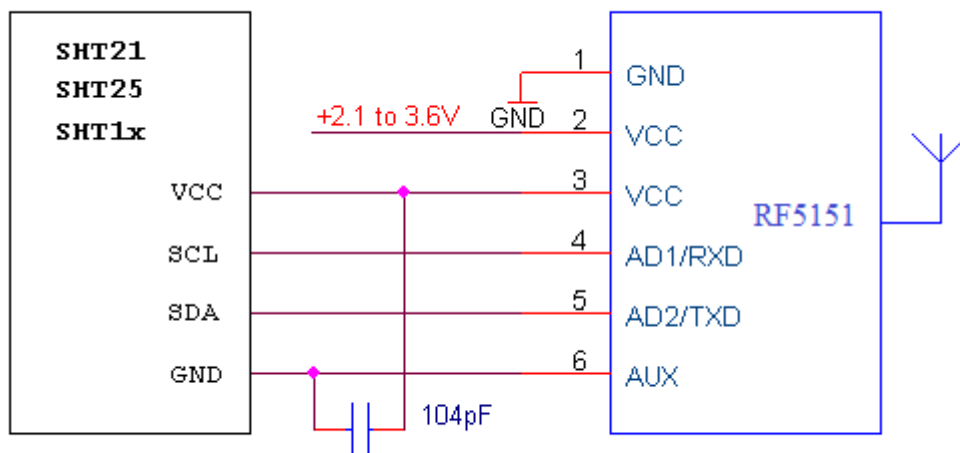 SHT21
SHT25
SHT1x
VCC
SCL
SDA
GND
+2.1 to 3.6V
GND
104pF
1
2
3
4
5
6
GND
VCC
VCC
AD1/RXD
AD2/TXD
AUX
RF5151